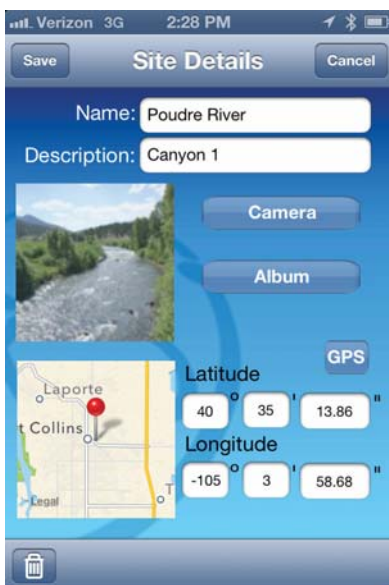 Verizon 3G 2:28 PM
Save Site Details Cancel
Name: Poudre River
Description: Canyon 1
Camera
Album
GPS
Laporte
t Collins
Legal
T
Latitude
40 ° 35 ' 13.86 "
Longitude
-105 ° 3 ' 58.68 "